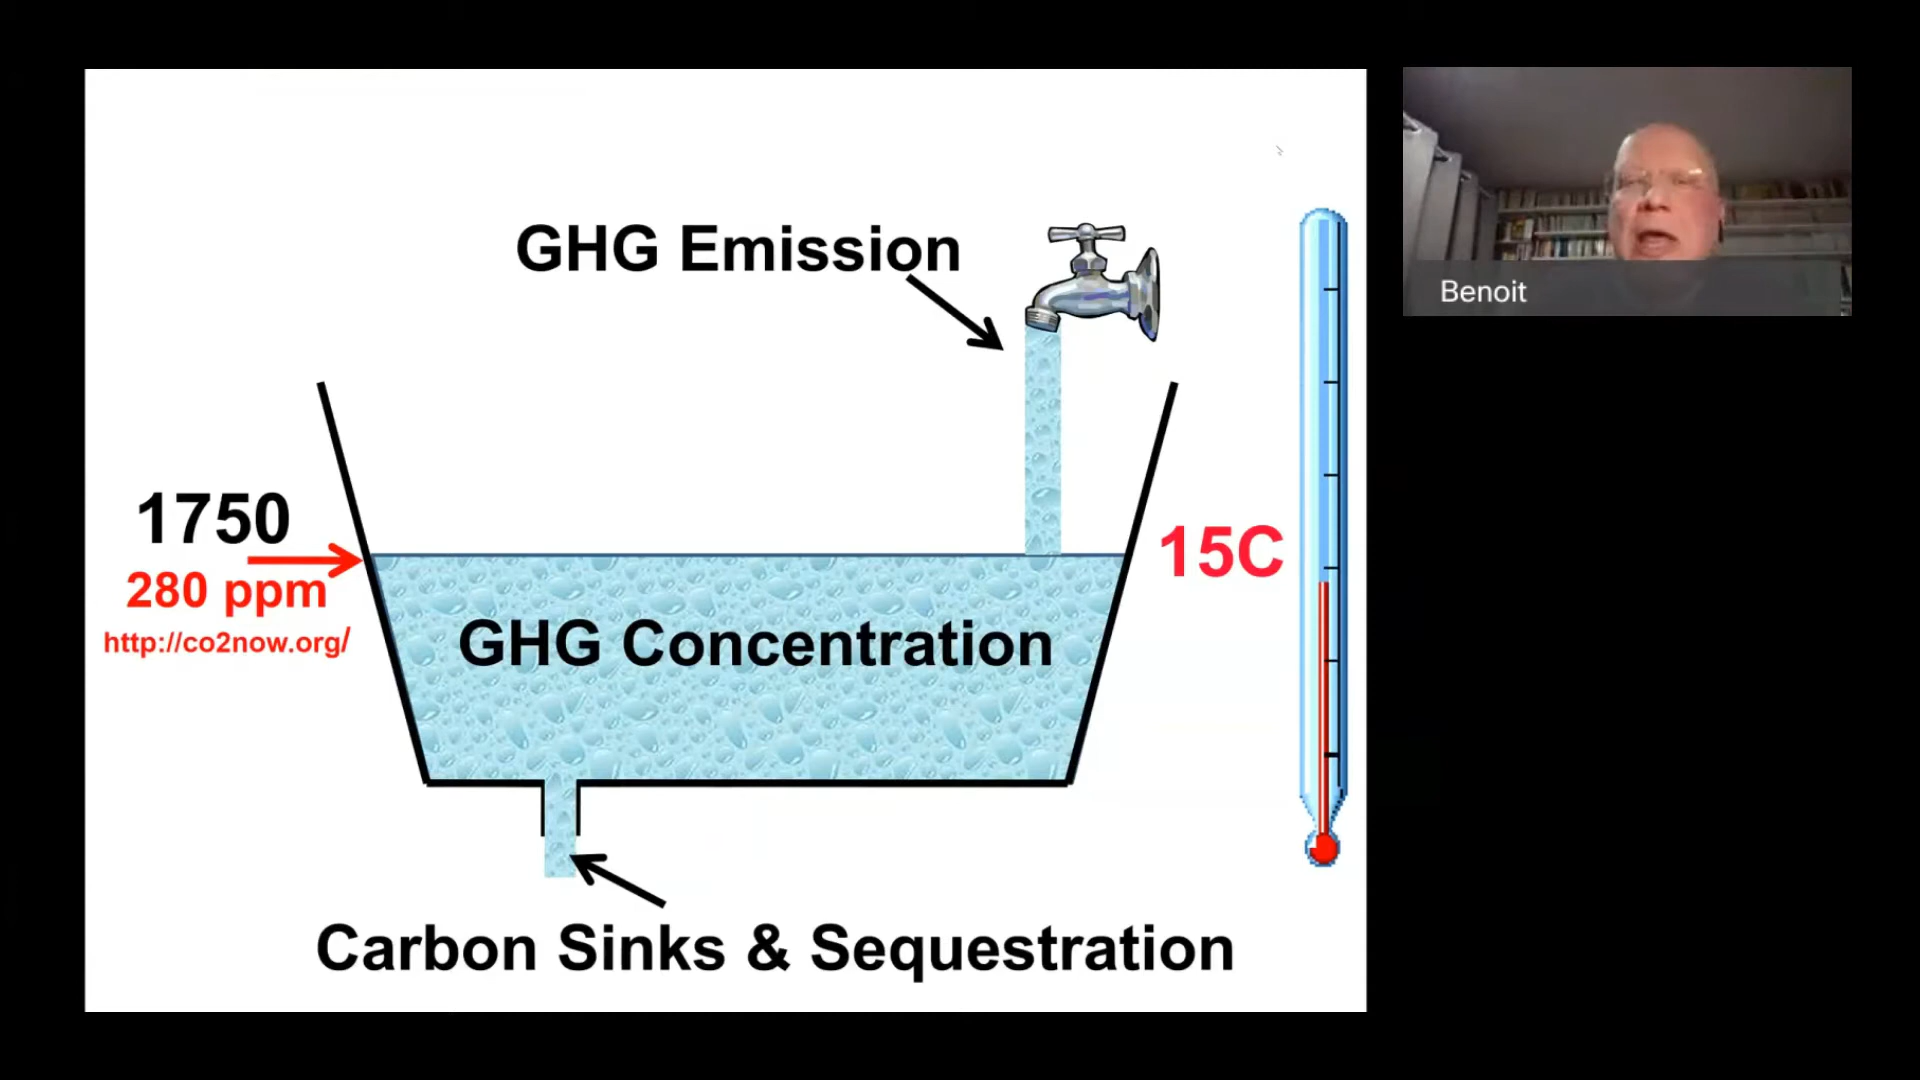 GHG Emission
1750
280 ppm
http://co2now.org/
15C
GHG Concentration
Carbon Sinks & Sequestration
Benoit